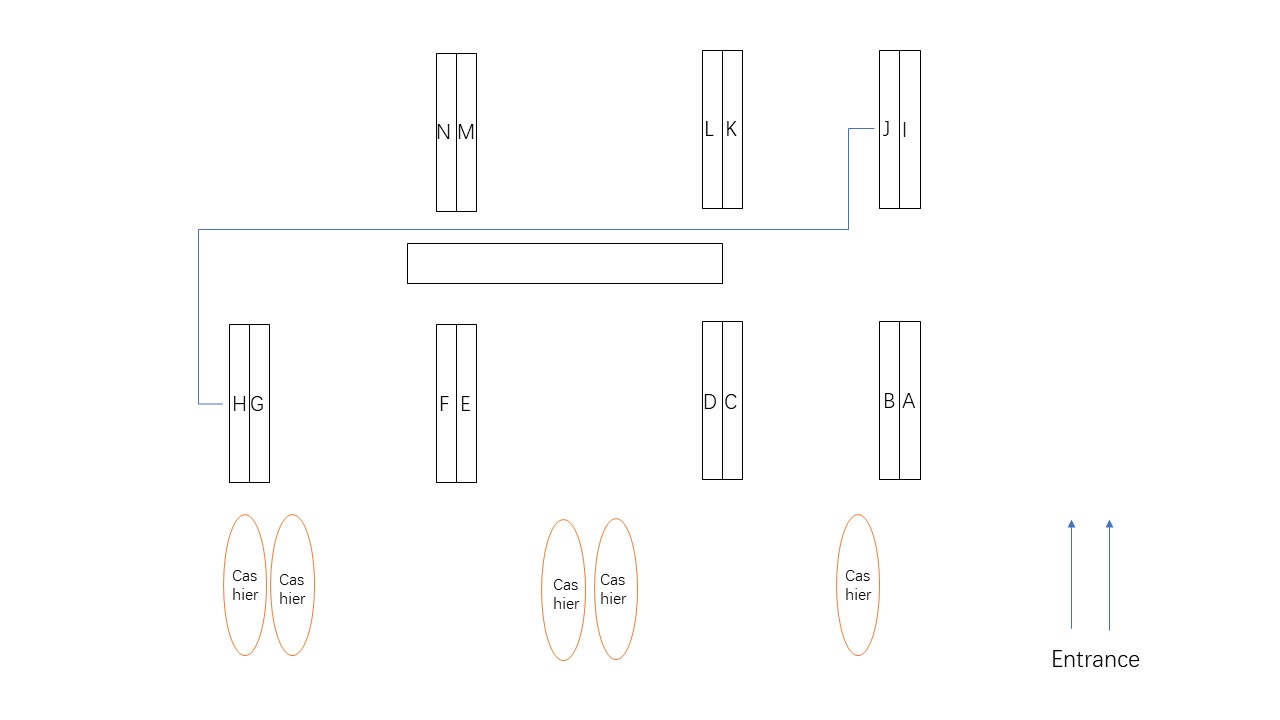 N M
L K
J I
H G
F E
D C
B A
Cas
hier
Cas
hier
Cas
hier
Cas
hier
Cas
hier
Entrance